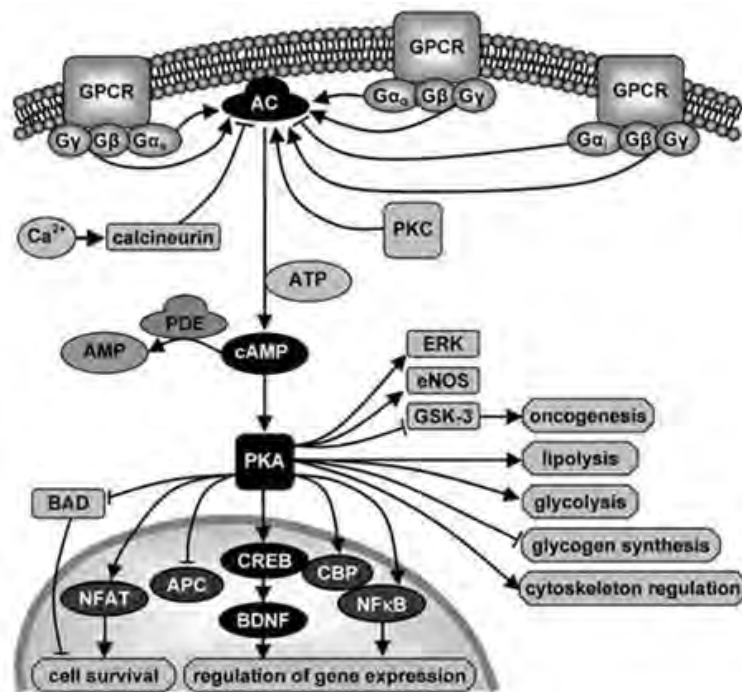 GPCR
GPCR
GPCR
AC
Gγ Gβ Gαs
Gαq Gβ Gγ
Gαi Gβ Gγ
Ca2+
calcineurin
PKC
ATP
PDE
AMP
cAMP
ERK
eNOS
GSK-3
oncogenesis
PKA
lipolysis
BAD
glycolysis
glycogen synthesis
cytoskeleton regulation
CREB
CBP
APC
NFAT
NFκB
BDNF
cell survival
regulation of gene expression